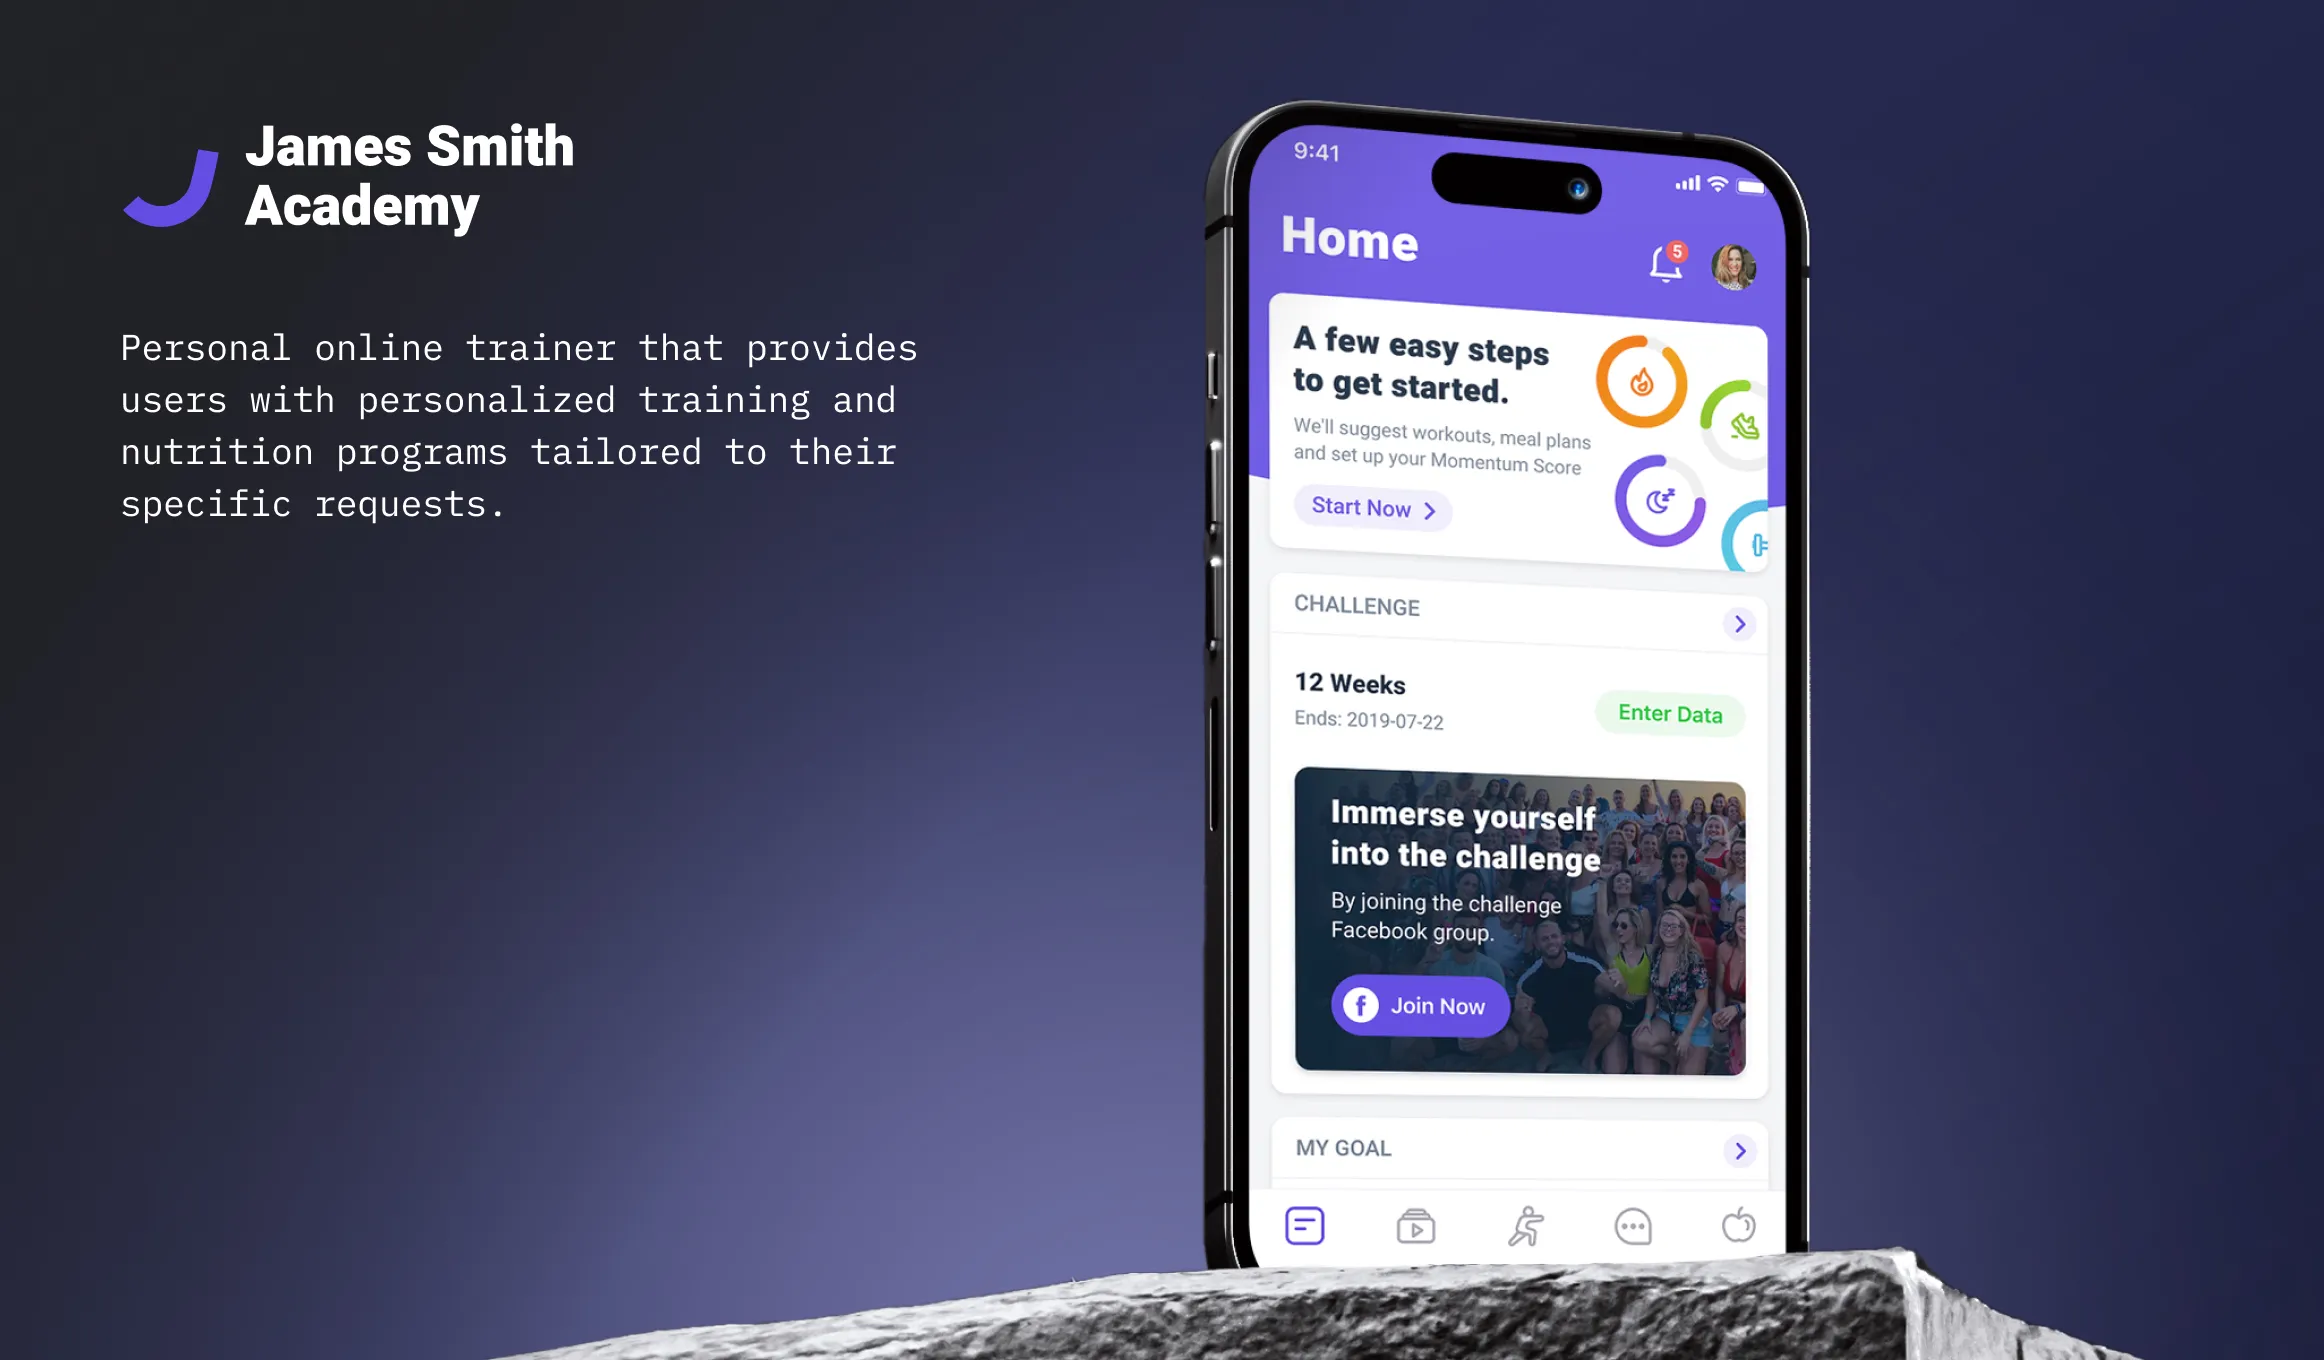 James Smith
Academy
Personal online trainer that provides
users with personalized training and
nutrition programs tailored to their
specific requests.
9:41
Home
5
A few easy steps
to get started.
We'll suggest workouts, meal plans
and set up your Momentum Score
Start Now
CHALLENGE
12 Weeks
Ends: 2019-07-22
Enter Data
Immerse yourself
into the challenge
By joining the challenge
Facebook group.
f Join Now
MY GOAL